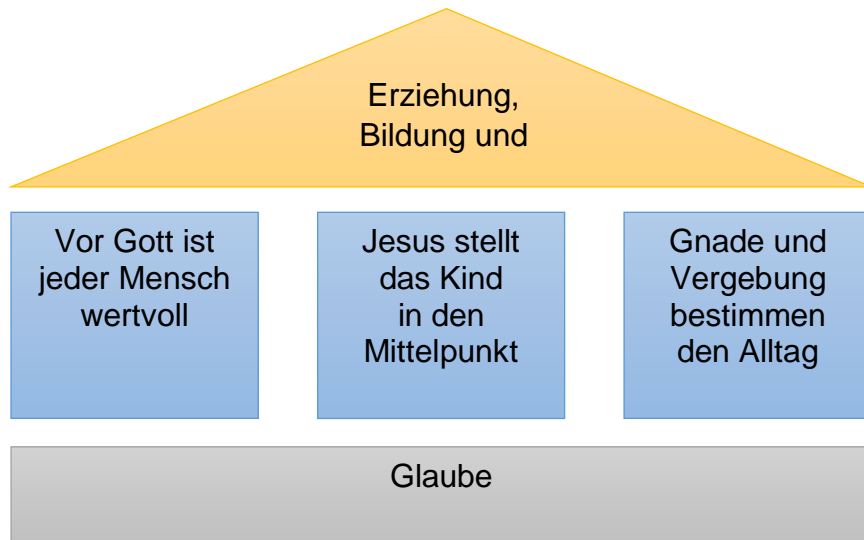 Erziehung,
Bildung und
Vor Gott ist
jeder Mensch
wertvoll
Jesus stellt
das Kind
in den
Mittelpunkt
Gnade und
Vergebung
bestimmen
den Alltag
Glaube